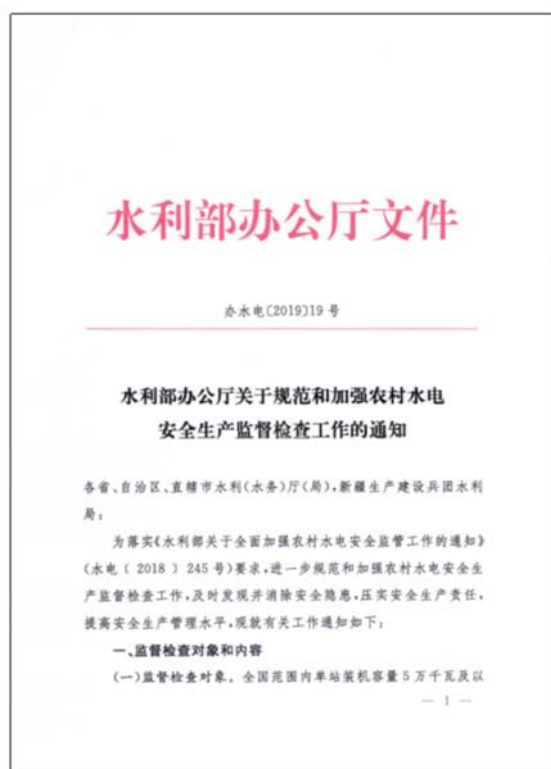 水利部办公厅文件
办水电〔2019〕19 号
水利部办公厅关于规范和加强农村水电
安全生产监督检查工作的通知
各省、自治区、直辖市水利(水务)厅(局),新疆生产建设兵团水利
局:
为落实《水利部关于全面加强农村水电安全监管工作的通知》
(水电〔 2018 〕 245 号)要求,进一步规范和加强农村水电安全生
产监督检查工作,及时发现并消除安全隐患,压实安全生产责任,
提高安全生产管理水平,现就有关工作通知如下:
一、监督检查对象和内容
(一)监督检查对象。全国范围内单站装机容量 5 万千瓦及以
— 1 —